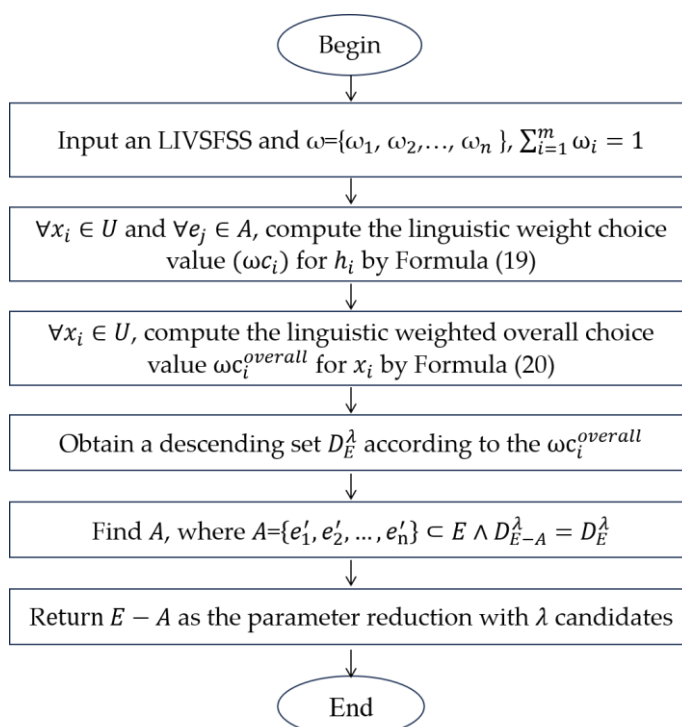 Begin
Input an LIVSFSS and ω={ω₁, ω₂,…, ωₙ }, ∑ᵢ₌₁ᵐ ωᵢ = 1
∀xᵢ ∈ U and ∀eⱼ ∈ A, compute the linguistic weight choice
value (ωcᵢ) for hᵢ by Formula (19)
∀xᵢ ∈ U, compute the linguistic weighted overall choice
value ωcᵢ^{overall} for xᵢ by Formula (20)
Obtain a descending set D_E^λ according to the ωcᵢ^{overall}
Find A, where A={e′₁, e′₂, … , e′ₙ} ⊂ E ∧ D_{E−A}^λ = D_E^λ
Return E − A as the parameter reduction with λ candidates
End